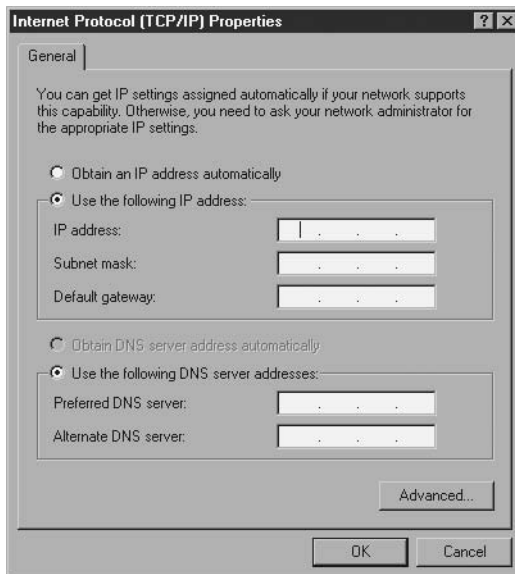 Internet Protocol (TCP/IP) Properties
General
You can get IP settings assigned automatically if your network supports
this capability. Otherwise, you need to ask your network administrator for
the appropriate IP settings.
Obtain an IP address automatically
Use the following IP address:
IP address:
Subnet mask:
Default gateway:
Obtain DNS server address automatically
Use the following DNS server addresses:
Preferred DNS server:
Alternate DNS server:
Advanced...
OK Cancel